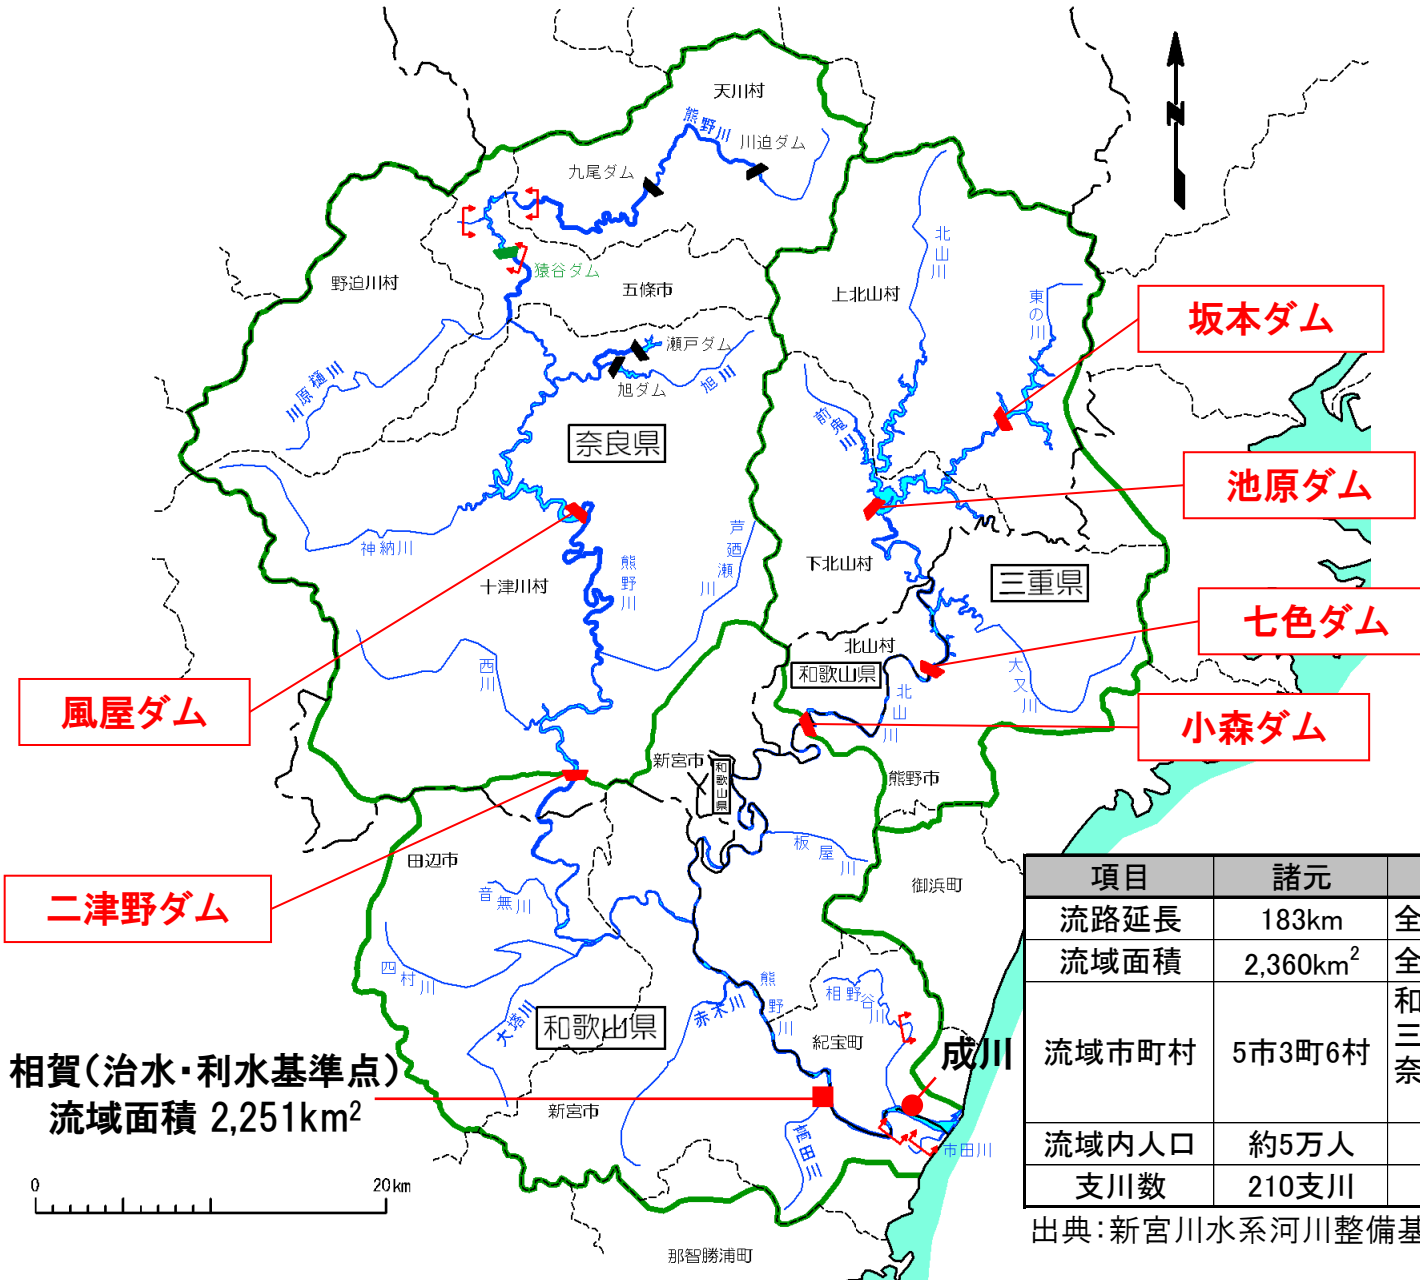 天川村
熊野川
川迫ダム
九尾ダム
猿谷ダム
野迫川村
五條市
北山川
上北山村
東の川
坂本ダム
瀬戸ダム
旭ダム
旭川
川原樋川
前鬼川
奈良県
池原ダム
神納川
十津川村
熊野川
芦廼瀬川
下北山村
三重県
七色ダム
北山村
和歌山県
大又川
北山川
西川
風屋ダム
小森ダム
新宮市
和歌山県
熊野市
板屋川
田辺市
音無川
二津野ダム
御浜町
四村川
大塔川
和歌山県
赤木川
熊野川
相野谷川
紀宝町
成川
相賀(治水・利水基準点)
流域面積 2,251km²
新宮市
高田川
市田川
0 20km
那智勝浦町
項目 諸元
流路延長 183km 全
流域面積 2,360km² 全
流域市町村 5市3町6村 和
三
奈
流域内人口 約5万人
支川数 210支川
出典:新宮川水系河川整備基
N